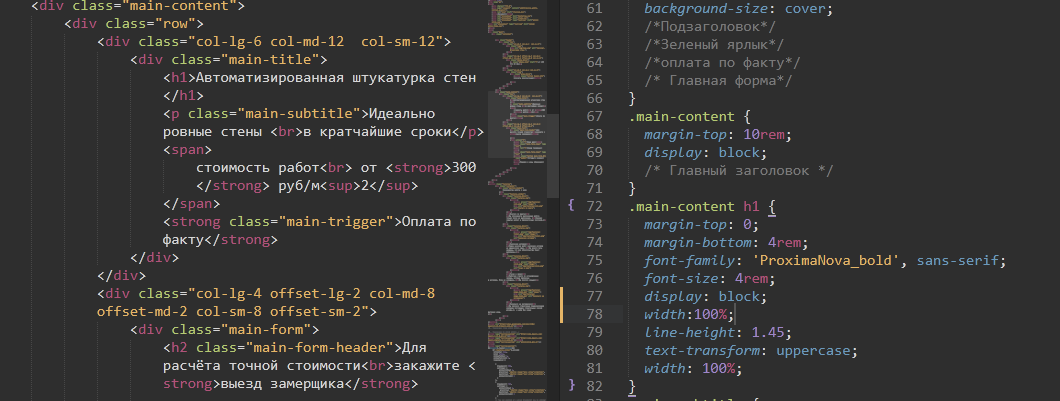 <div class="main-content">
<div class="row">
<div class="col-lg-6 col-md-12  col-sm-12">
<div class="main-title">
<h1>Автоматизированная штукатурка стен
</h1>
<p class="main-subtitle">Идеально
ровные стены <br>в кратчайшие сроки</p>
<span>
стоимость работ<br> от <strong>300
</strong> руб/м<sup>2</sup>
</span>
<strong class="main-trigger">Оплата по
факту</strong>
</div>
</div>
<div class="col-lg-4 offset-lg-2 col-md-8
offset-md-2 col-sm-8 offset-sm-2">
<div class="main-form">
<h2 class="main-form-header">Для
расчёта точной стоимости<br>закажите <
strong>выезд замерщика</strong>
61 background-size: cover;
62 /*Подзаголовок*/
63 /*Зеленый ярлык*/
64 /*оплата по факту*/
65 /* Главная форма*/
66 }
67 .main-content {
68 margin-top: 10rem;
69 display: block;
70 /* Главный заголовок */
71 }
{ 72 .main-content h1 {
73 margin-top: 0;
74 margin-bottom: 4rem;
75 font-family: 'ProximaNova_bold', sans-serif;
76 font-size: 4rem;
77 display: block;
78 width:100%;
79 line-height: 1.45;
80 text-transform: uppercase;
81 width: 100%;
} 82 }